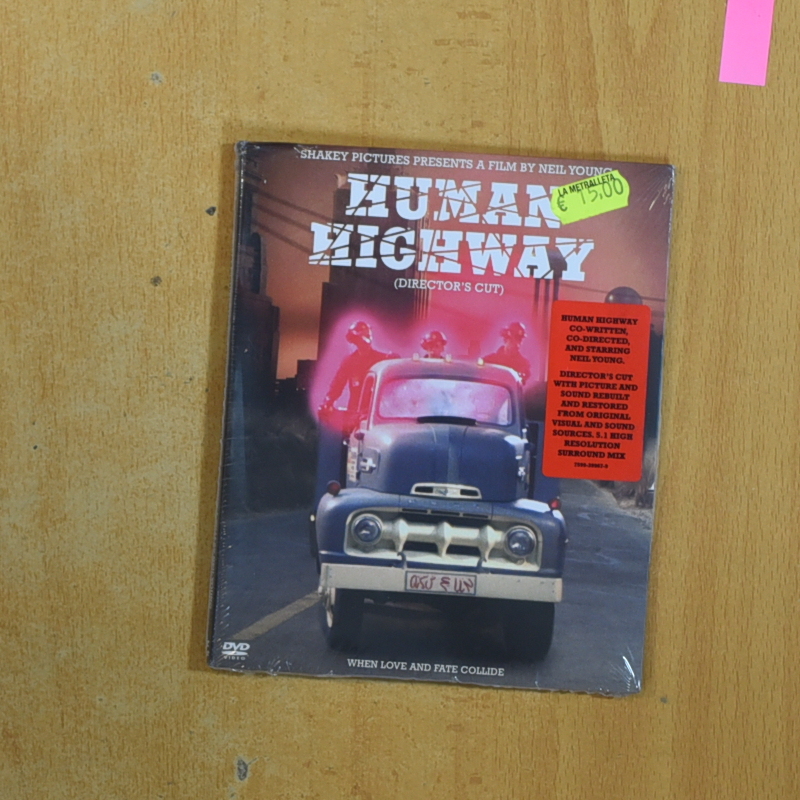 SHAKEY PICTURES PRESENTS A FILM BY NEIL YOUNG
HUMAN
HIGHWAY
(DIRECTOR'S CUT)
LA METRALLETA
€ 15,00
HUMAN HIGHWAY
CO-WRITTEN,
CO-DIRECTED,
AND STARRING
NEIL YOUNG.
DIRECTOR'S CUT
WITH PICTURE AND
SOUND REBUILT
AND RESTORED
FROM ORIGINAL
VISUAL AND SOUND
SOURCES. 5.1 HIGH
RESOLUTION
SURROUND MIX
DVD
VIDEO
WHEN LOVE AND FATE COLLIDE